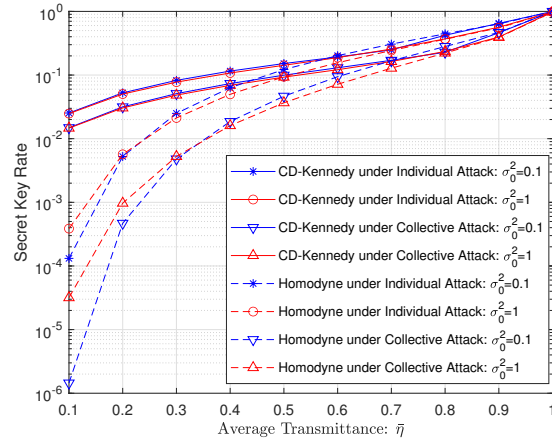 10^0
10^-1
10^-2
10^-3
10^-4
10^-5
10^-6
Secret Key Rate
CD-Kennedy under Individual Attack: σ_0^2=0.1
CD-Kennedy under Individual Attack: σ_0^2=1
CD-Kennedy under Collective Attack: σ_0^2=0.1
CD-Kennedy under Collective Attack: σ_0^2=1
Homodyne under Individual Attack: σ_0^2=0.1
Homodyne under Individual Attack: σ_0^2=1
Homodyne under Collective Attack: σ_0^2=0.1
Homodyne under Collective Attack: σ_0^2=1
0.1 0.2 0.3 0.4 0.5 0.6 0.7 0.8 0.9 1
Average Transmittance: η̄